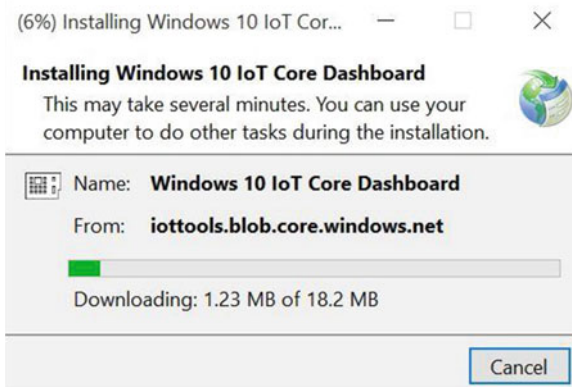 (6%) Installing Windows 10 IoT Cor...
Installing Windows 10 IoT Core Dashboard
This may take several minutes. You can use your
computer to do other tasks during the installation.
Name: Windows 10 IoT Core Dashboard
From: iottools.blob.core.windows.net
Downloading: 1.23 MB of 18.2 MB
Cancel